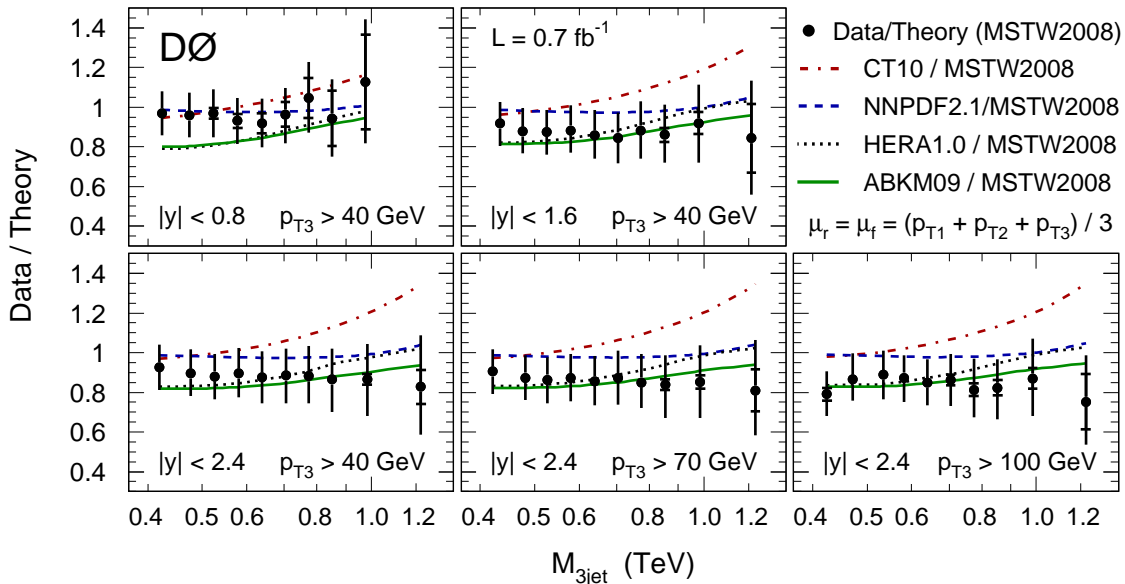 DØ
L = 0.7 fb⁻¹
Data/Theory (MSTW2008)
CT10 / MSTW2008
NNPDF2.1/MSTW2008
HERA1.0 / MSTW2008
ABKM09 / MSTW2008
μr = μf = (pT1 + pT2 + pT3) / 3
Data / Theory
1.4
1.2
1.0
0.8
0.6
0.4
|y| < 0.8 pT3 > 40 GeV
|y| < 1.6 pT3 > 40 GeV
1.4
1.2
1.0
0.8
0.6
0.4
|y| < 2.4 pT3 > 40 GeV
|y| < 2.4 pT3 > 70 GeV
|y| < 2.4 pT3 > 100 GeV
0.4 0.5 0.6 0.8 1.0 1.2
0.4 0.5 0.6 0.8 1.0 1.2
0.4 0.5 0.6 0.8 1.0 1.2
M3jet (TeV)